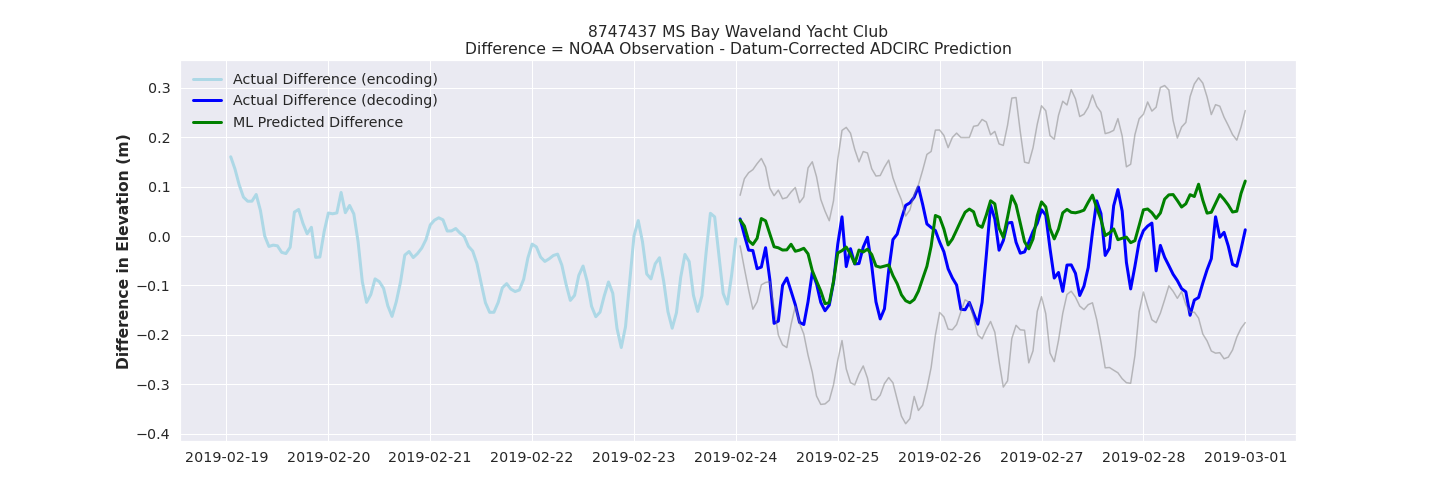 8747437 MS Bay Waveland Yacht Club
Difference = NOAA Observation - Datum-Corrected ADCIRC Prediction
Actual Difference (encoding)
Actual Difference (decoding)
ML Predicted Difference
Difference in Elevation (m)
0.3
0.2
0.1
0.0
−0.1
−0.2
−0.3
−0.4
2019-02-19 2019-02-20 2019-02-21 2019-02-22 2019-02-23 2019-02-24 2019-02-25 2019-02-26 2019-02-27 2019-02-28 2019-03-01